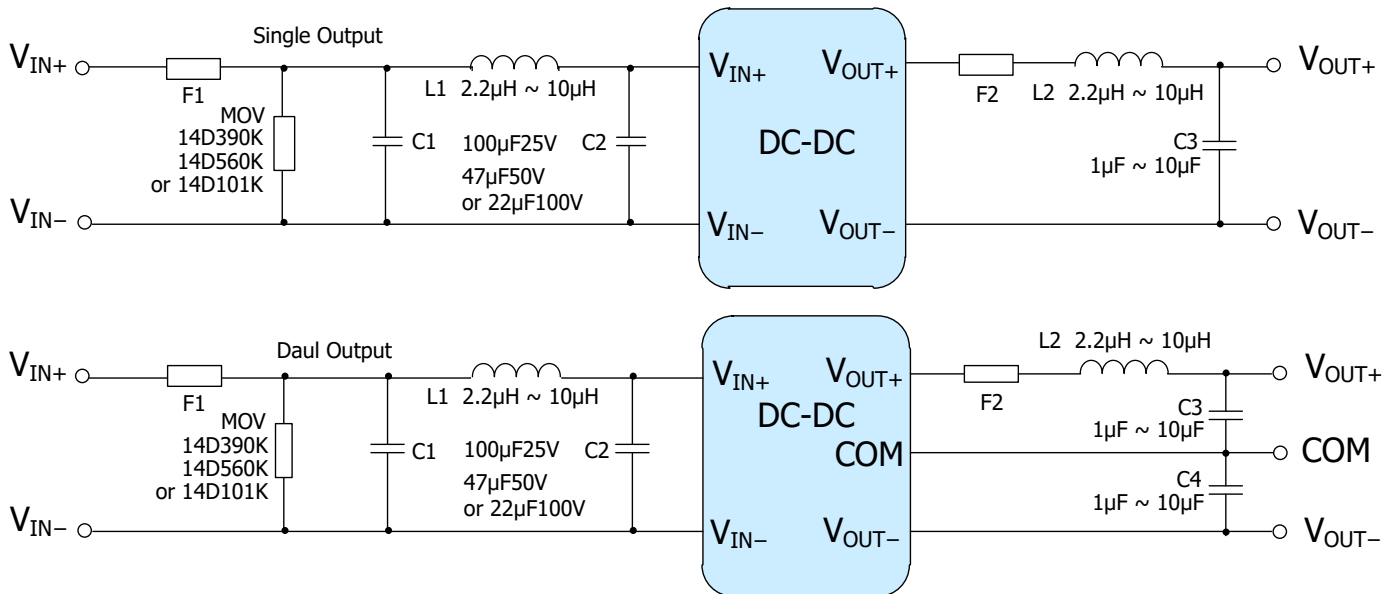 Single Output
VIN+
F1
MOV
14D390K
14D560K
or 14D101K
C1
L1 2.2µH ~ 10µH
100µF25V
47µF50V
or 22µF100V
C2
VIN−
VIN+
VOUT+
DC-DC
VIN−
VOUT−
F2
L2 2.2µH ~ 10µH
C3
1µF ~ 10µF
VOUT+
VOUT−
Daul Output
VIN+
F1
MOV
14D390K
14D560K
or 14D101K
C1
L1 2.2µH ~ 10µH
100µF25V
47µF50V
or 22µF100V
C2
VIN−
VIN+
VOUT+
DC-DC
COM
VIN−
VOUT−
L2 2.2µH ~ 10µH
F2
C3
1µF ~ 10µF
C4
1µF ~ 10µF
VOUT+
COM
VOUT−